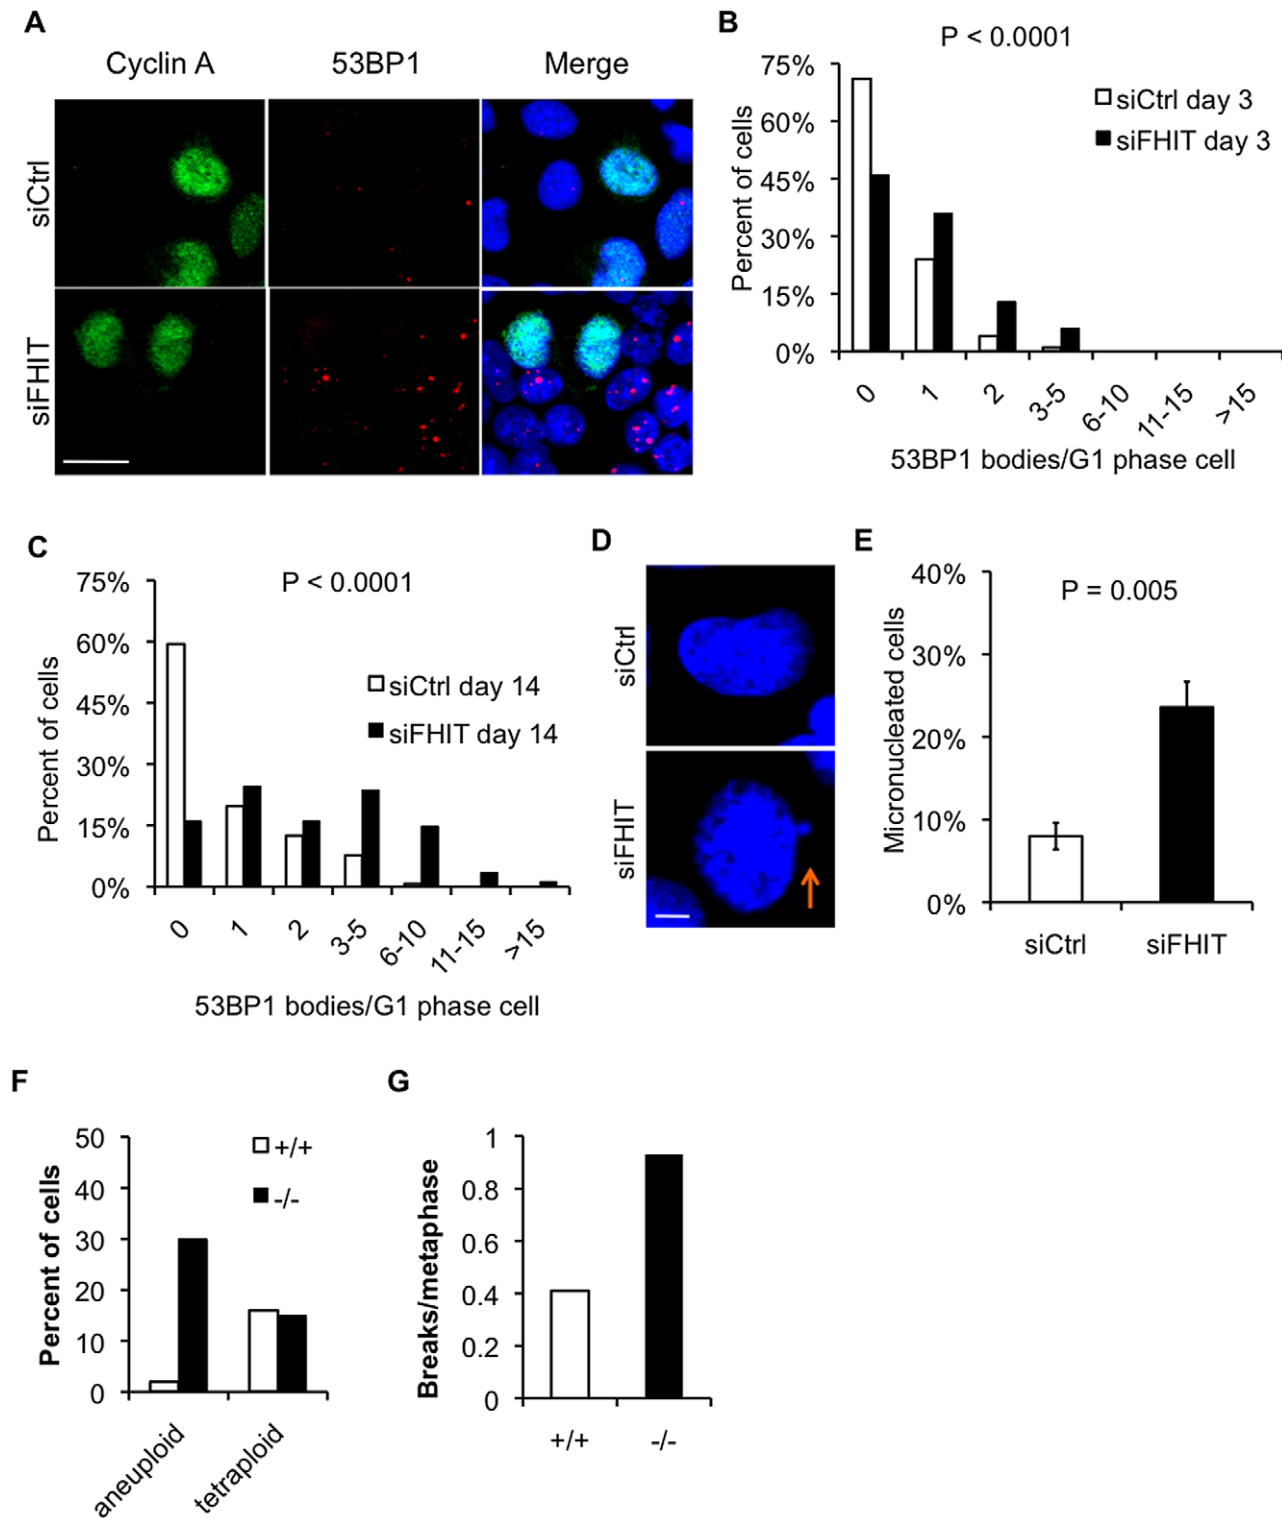 A
Cyclin A 53BP1 Merge
siCtrl
siFHIT
B
P < 0.0001
75%
60%
45%
30%
15%
0%
Percent of cells
siCtrl day 3
siFHIT day 3
0 1 2 3-5 6-10 11-15 >15
53BP1 bodies/G1 phase cell
C
P < 0.0001
75%
60%
45%
30%
15%
0%
Percent of cells
siCtrl day 14
siFHIT day 14
0 1 2 3-5 6-10 11-15 >15
53BP1 bodies/G1 phase cell
D
siCtrl
siFHIT
E
P = 0.005
40%
30%
20%
10%
0%
Micronucleated cells
siCtrl siFHIT
F
50
40
30
20
10
0
Percent of cells
+/+
-/-
aneuploid tetraploid
G
1
0.8
0.6
0.4
0.2
0
Breaks/metaphase
+/+ -/-